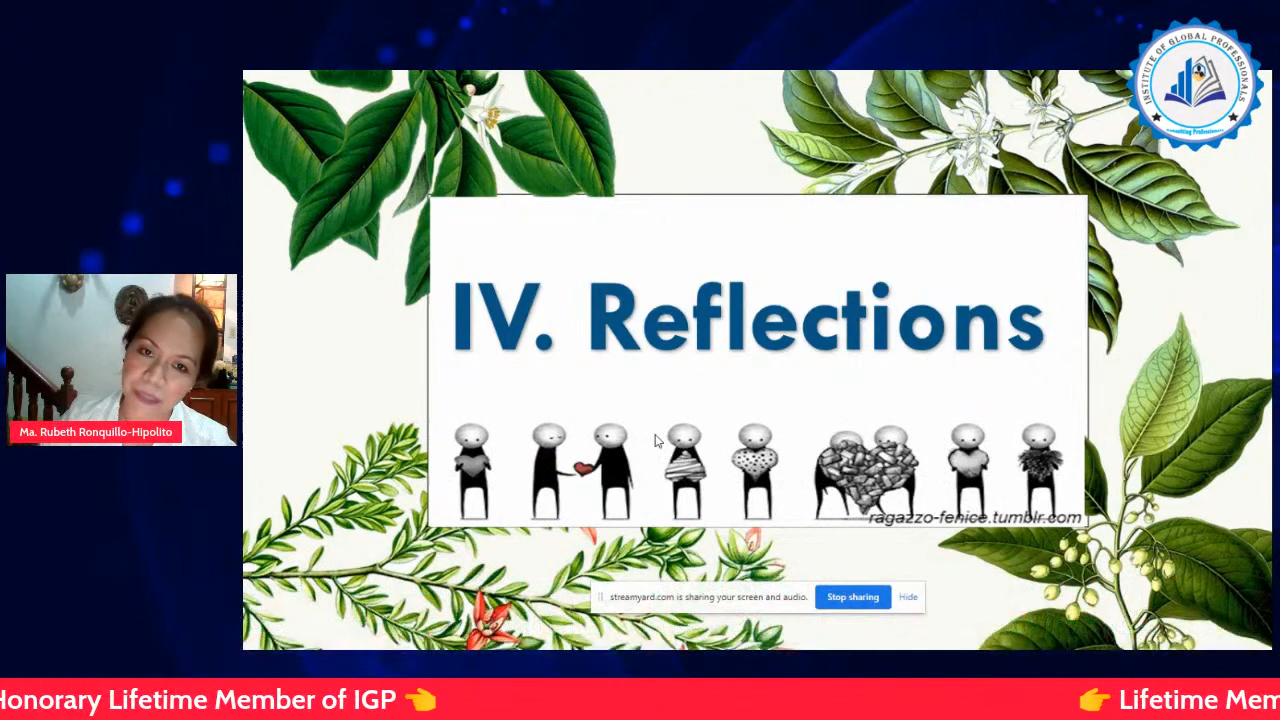 INSTITUTE OF GLOBAL PROFESSIONALS
IV. Reflections
Ma. Rubeth Ronquillo-Hipolito
ragazzo-fenice.tumblr.com
streamyard.com is sharing your screen and audio.
Stop sharing
Hide
Honorary Lifetime Member of IGP 👈
👉 Lifetime Mem